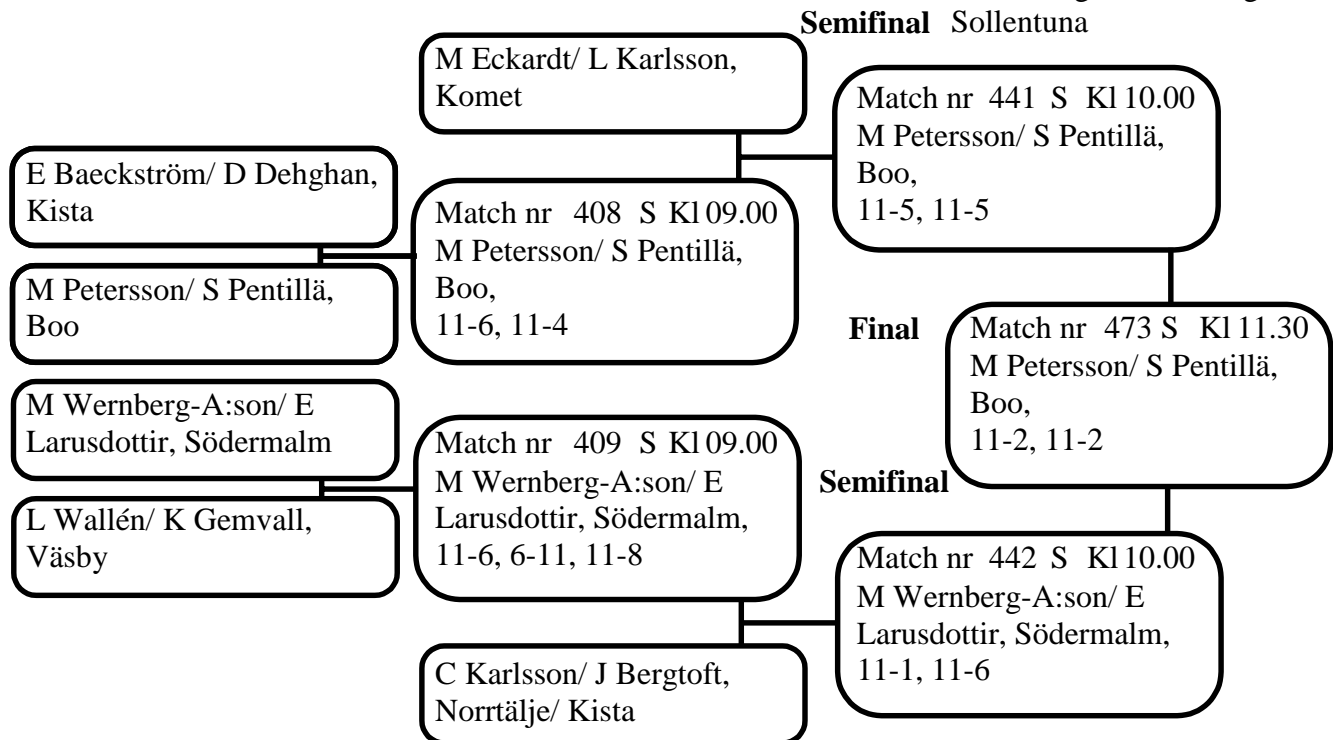 Semifinal Sollentuna
M Eckardt/ L Karlsson,
Komet
Match nr 441 S Kl 10.00
M Petersson/ S Pentillä,
Boo,
11-5, 11-5
E Baeckström/ D Dehghan,
Kista
Match nr 408 S Kl 09.00
M Petersson/ S Pentillä,
Boo,
11-6, 11-4
M Petersson/ S Pentillä,
Boo
Final
Match nr 473 S Kl 11.30
M Petersson/ S Pentillä,
Boo,
11-2, 11-2
M Wernberg-A:son/ E
Larusdottir, Södermalm
Match nr 409 S Kl 09.00
M Wernberg-A:son/ E
Larusdottir, Södermalm,
11-6, 6-11, 11-8
Semifinal
L Wallén/ K Gemvall,
Väsby
Match nr 442 S Kl 10.00
M Wernberg-A:son/ E
Larusdottir, Södermalm,
11-1, 11-6
C Karlsson/ J Bergtoft,
Norrtälje/ Kista